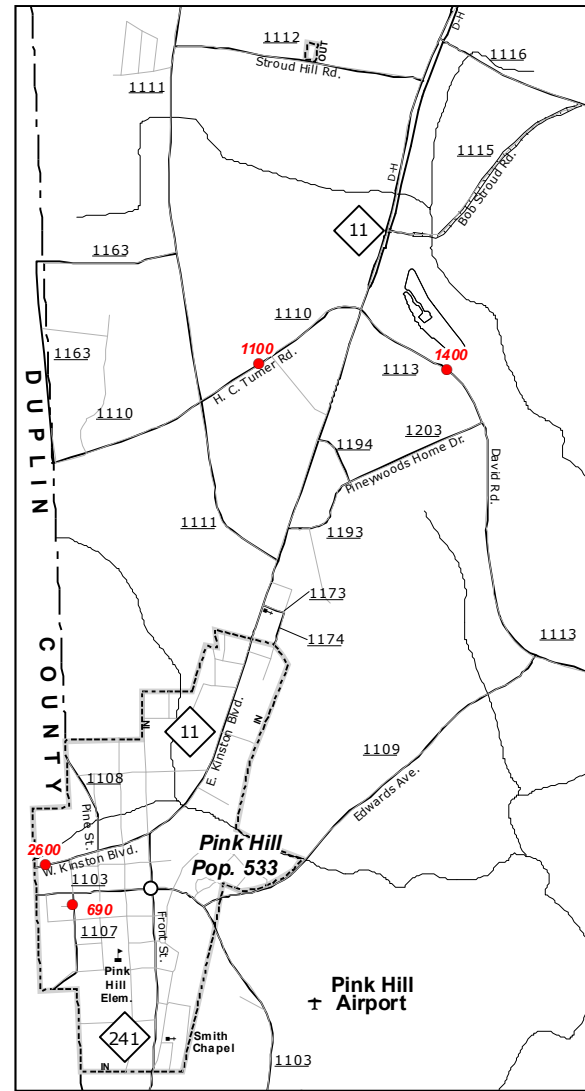 1112
OUT
Stroud Hill Rd.
D-H
1116
1111
1115
D-H
Bob Stroud Rd.
11
1163
1110
1100
1163
H. C. Turner Rd.
1113
1400
1110
1194
1203
Pineywoods Home Dr.
David Rd.
DUPLIN COUNTY
1111
1193
1173
1174
1113
IN
11
IN
E. Kinston Blvd.
1109
Edwards Ave.
1108
Pine St.
2600
W. Kinston Blvd.
Pink Hill
Pop. 533
1103
690
1107
Front St.
Pink
Hill
Elem.
Pink Hill
Airport
241
Smith
Chapel
IN
1103